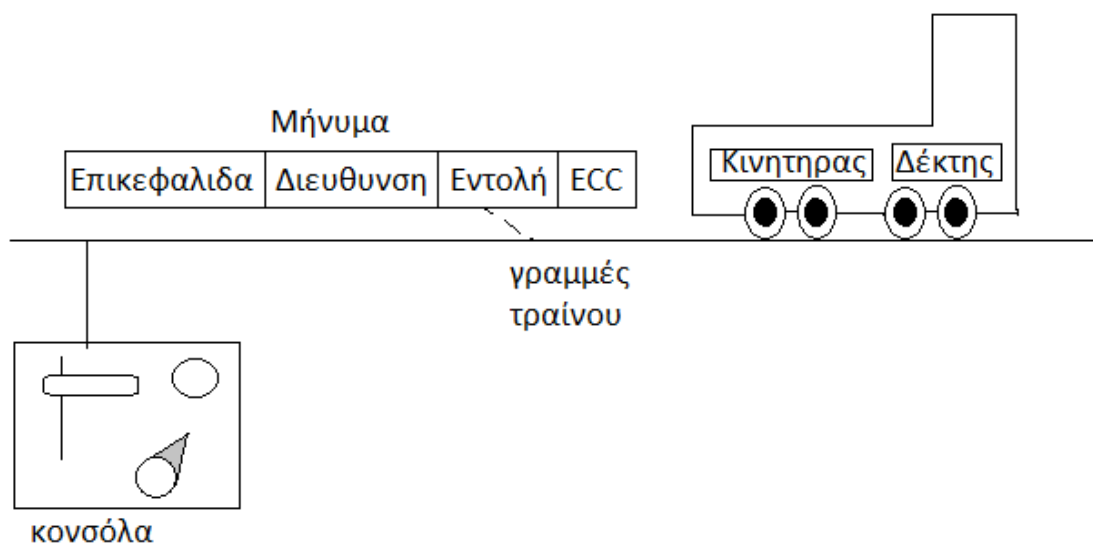 Μήνυμα
Επικεφαλιδα Διευθυνση Εντολή ECC
Κινητηρας Δέκτης
γραμμές
τραίνου
κονσόλα